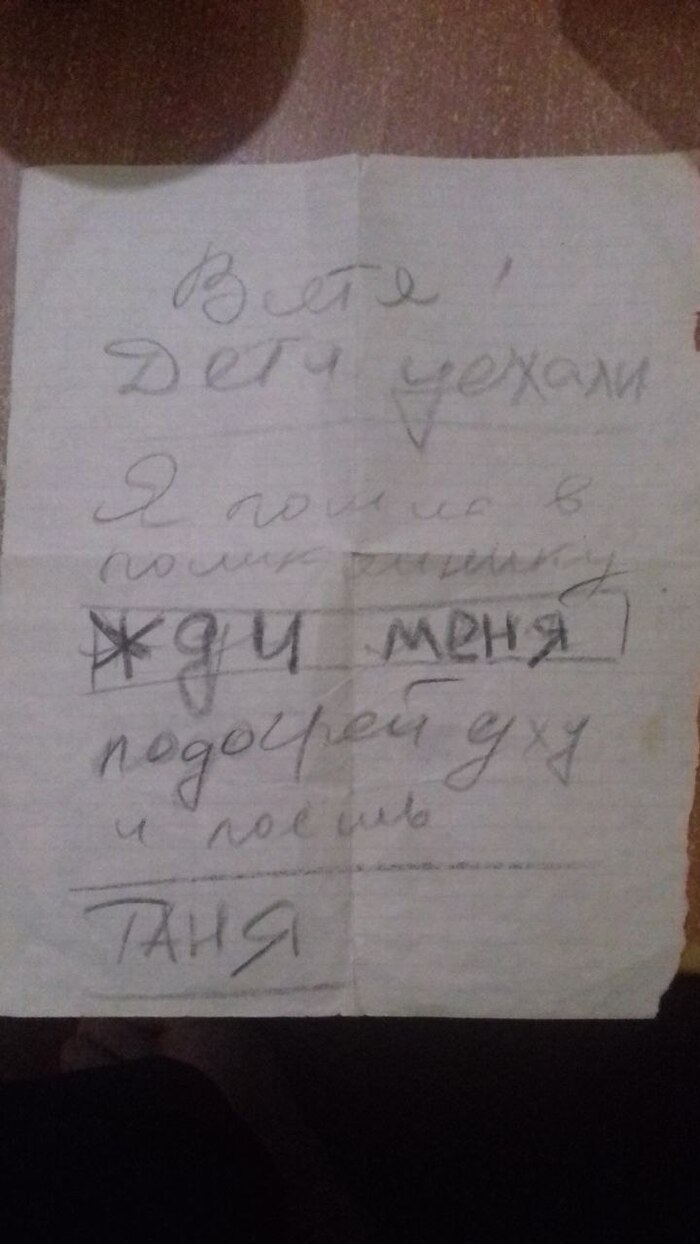 Витя !
Дети уехали
Я пошла в
поликлинику
Жди меня
подогрей уху
и поешь
ТАНЯ